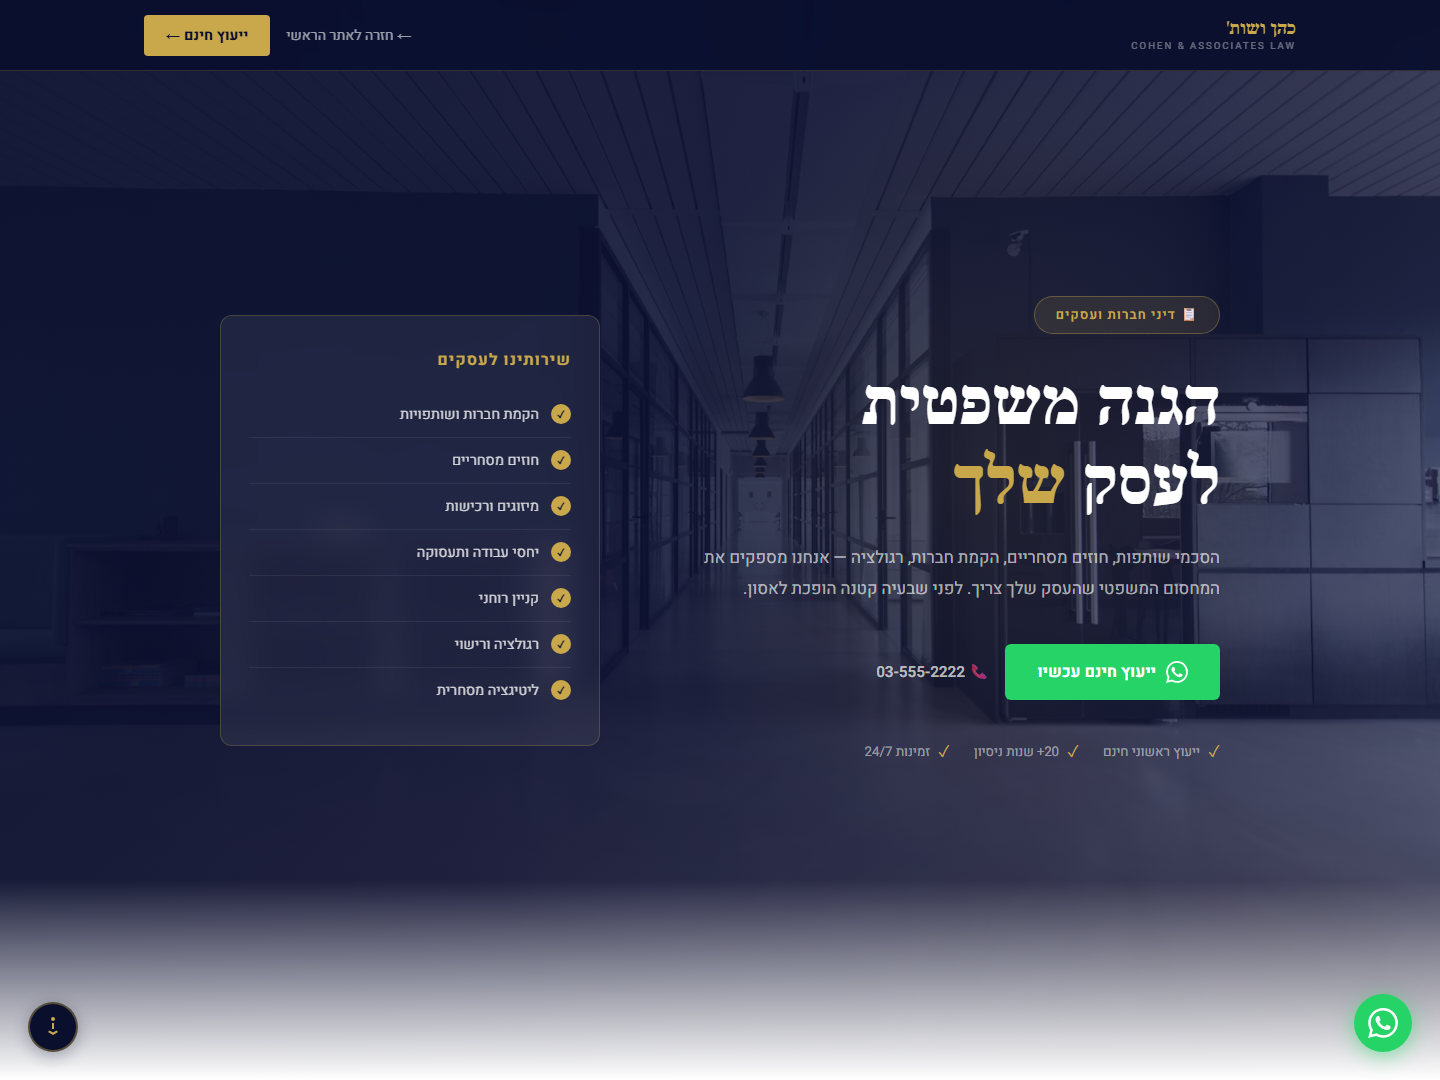 כהן ושות'
COHEN & ASSOCIATES LAW
← חזרה לאתר הראשי
ייעוץ חינם ←
דיני חברות ועסקים
הגנה משפטית
לעסק שלך
הסכמי שותפות, חוזים מסחריים, הקמת חברות, רגולציה — אנחנו מספקים את
המחסום המשפטי שהעסק שלך צריך. לפני שבעיה קטנה הופכת לאסון.
ייעוץ חינם עכשיו
03-555-2222
✓ ייעוץ ראשוני חינם
✓ 20+ שנות ניסיון
✓ זמינות 24/7
שירותינו לעסקים
✓ הקמת חברות ושותפויות
✓ חוזים מסחריים
✓ מיזוגים ורכישות
✓ יחסי עבודה ותעסוקה
✓ קניין רוחני
✓ רגולציה ורישוי
✓ ליטיגציה מסחרית